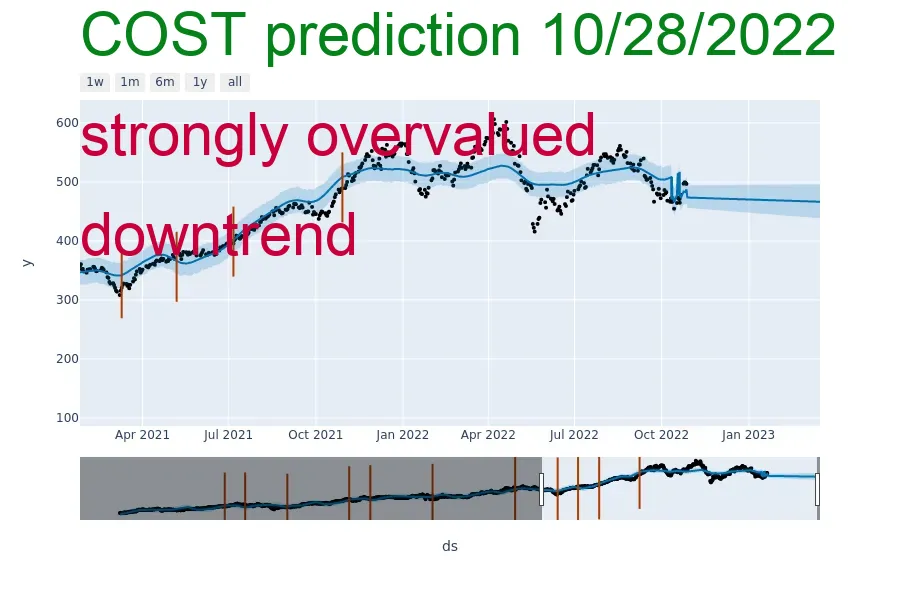 COST prediction 10/28/2022
1w 1m 6m 1y all
600
strongly overvalued
500
downtrend
400
y
300
200
100
Apr 2021 Jul 2021 Oct 2021 Jan 2022 Apr 2022 Jul 2022 Oct 2022 Jan 2023
ds